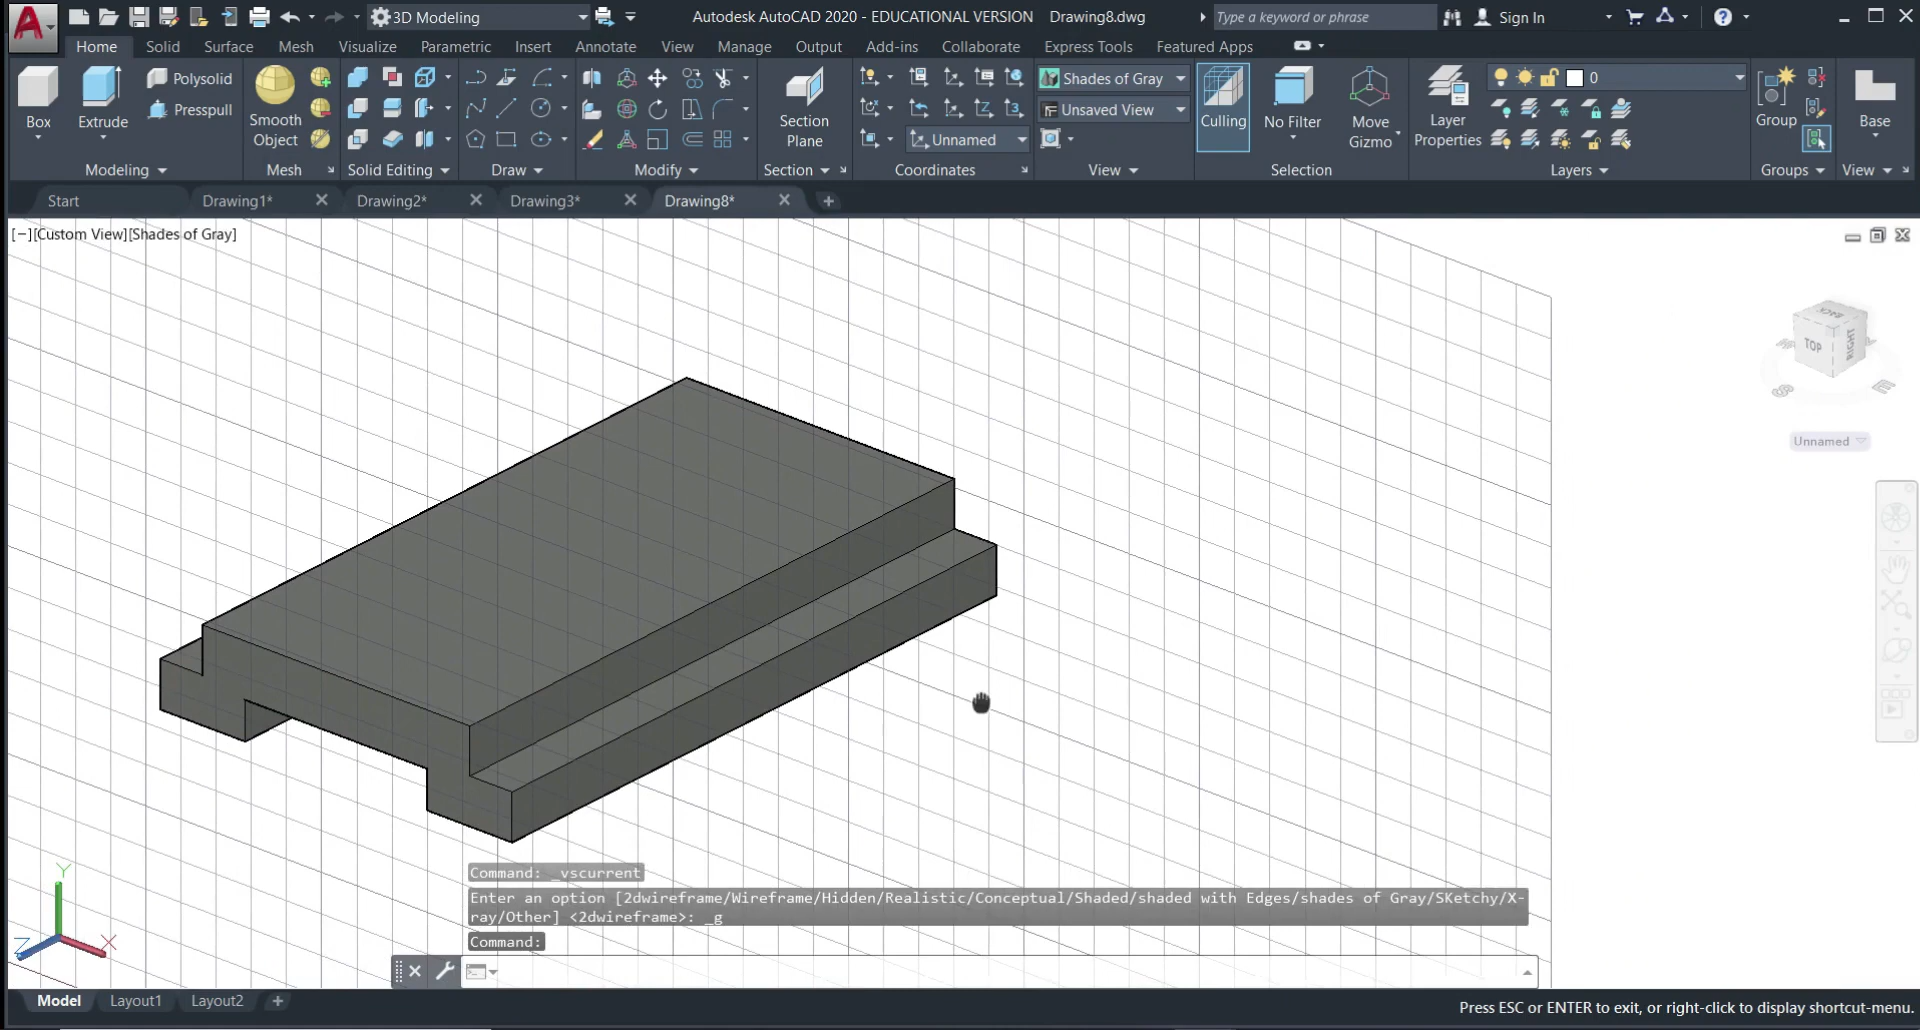 3D Modeling
Autodesk AutoCAD 2020 - EDUCATIONAL VERSION Drawing8.dwg
Type a keyword or phrase
Sign In
Home Solid Surface Mesh Visualize Parametric Insert Annotate View Manage Output Add-ins Collaborate Express Tools Featured Apps
Box
Extrude
Polysolid
Presspull
Smooth
Object
Section
Plane
Unnamed
Shades of Gray
Unsaved View
Culling
No Filter
Move
Gizmo
Layer
Properties
0
Group
Base
Modeling Mesh Solid Editing Draw Modify Section Coordinates View Selection Layers Groups View
Start Drawing1* Drawing2* Drawing3* Drawing8*
[−][Custom View][Shades of Gray]
BACK
TOP
RIGHT
S
E
Unnamed
Y
X
Z
Command: _vscurrent
Enter an option [2dwireframe/Wireframe/Hidden/Realistic/Conceptual/Shaded/shaded with Edges/shades of Gray/SKetchy/X-
ray/Other] <2dwireframe>: _g
Command:
Model Layout1 Layout2
Press ESC or ENTER to exit, or right-click to display shortcut-menu.